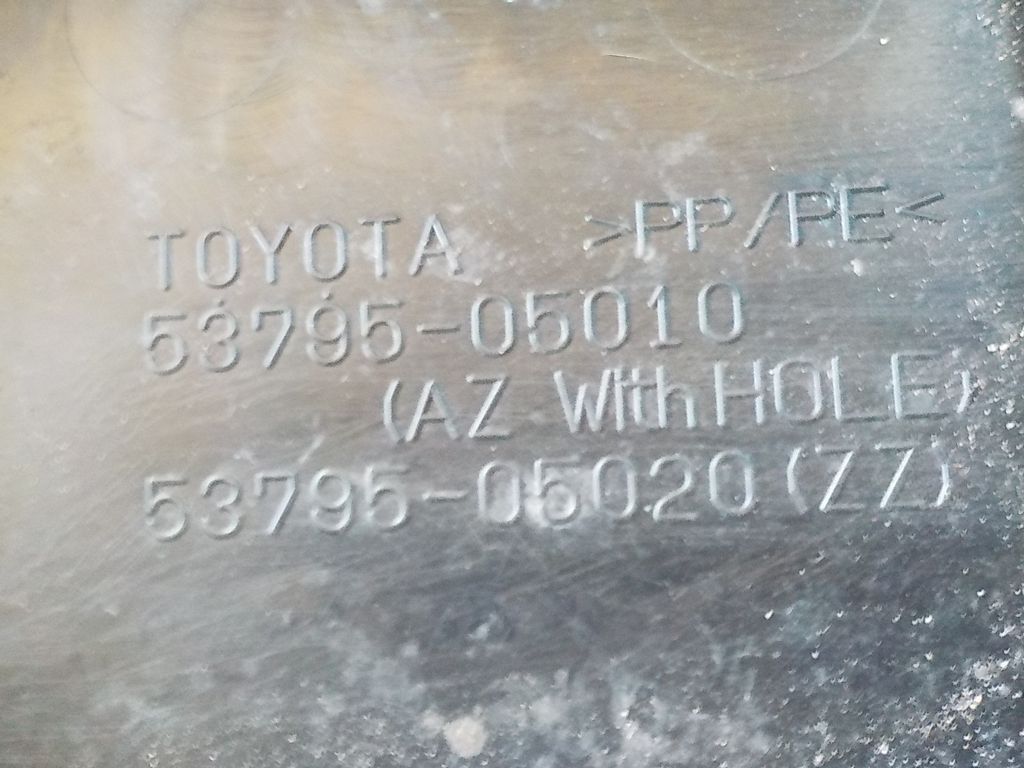 TOYOTA >PP/PE<
53795-05010
(AZ With HOLE)
53795-05020 (ZZ)